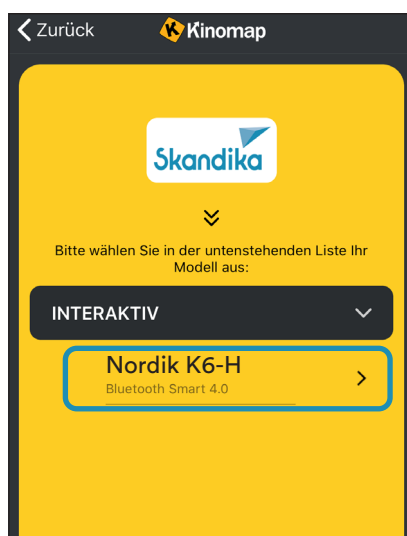 Zurück
Kinomap
Skandika
Bitte wählen Sie in der untenstehenden Liste Ihr
Modell aus:
INTERAKTIV
Nordik K6-H
Bluetooth Smart 4.0